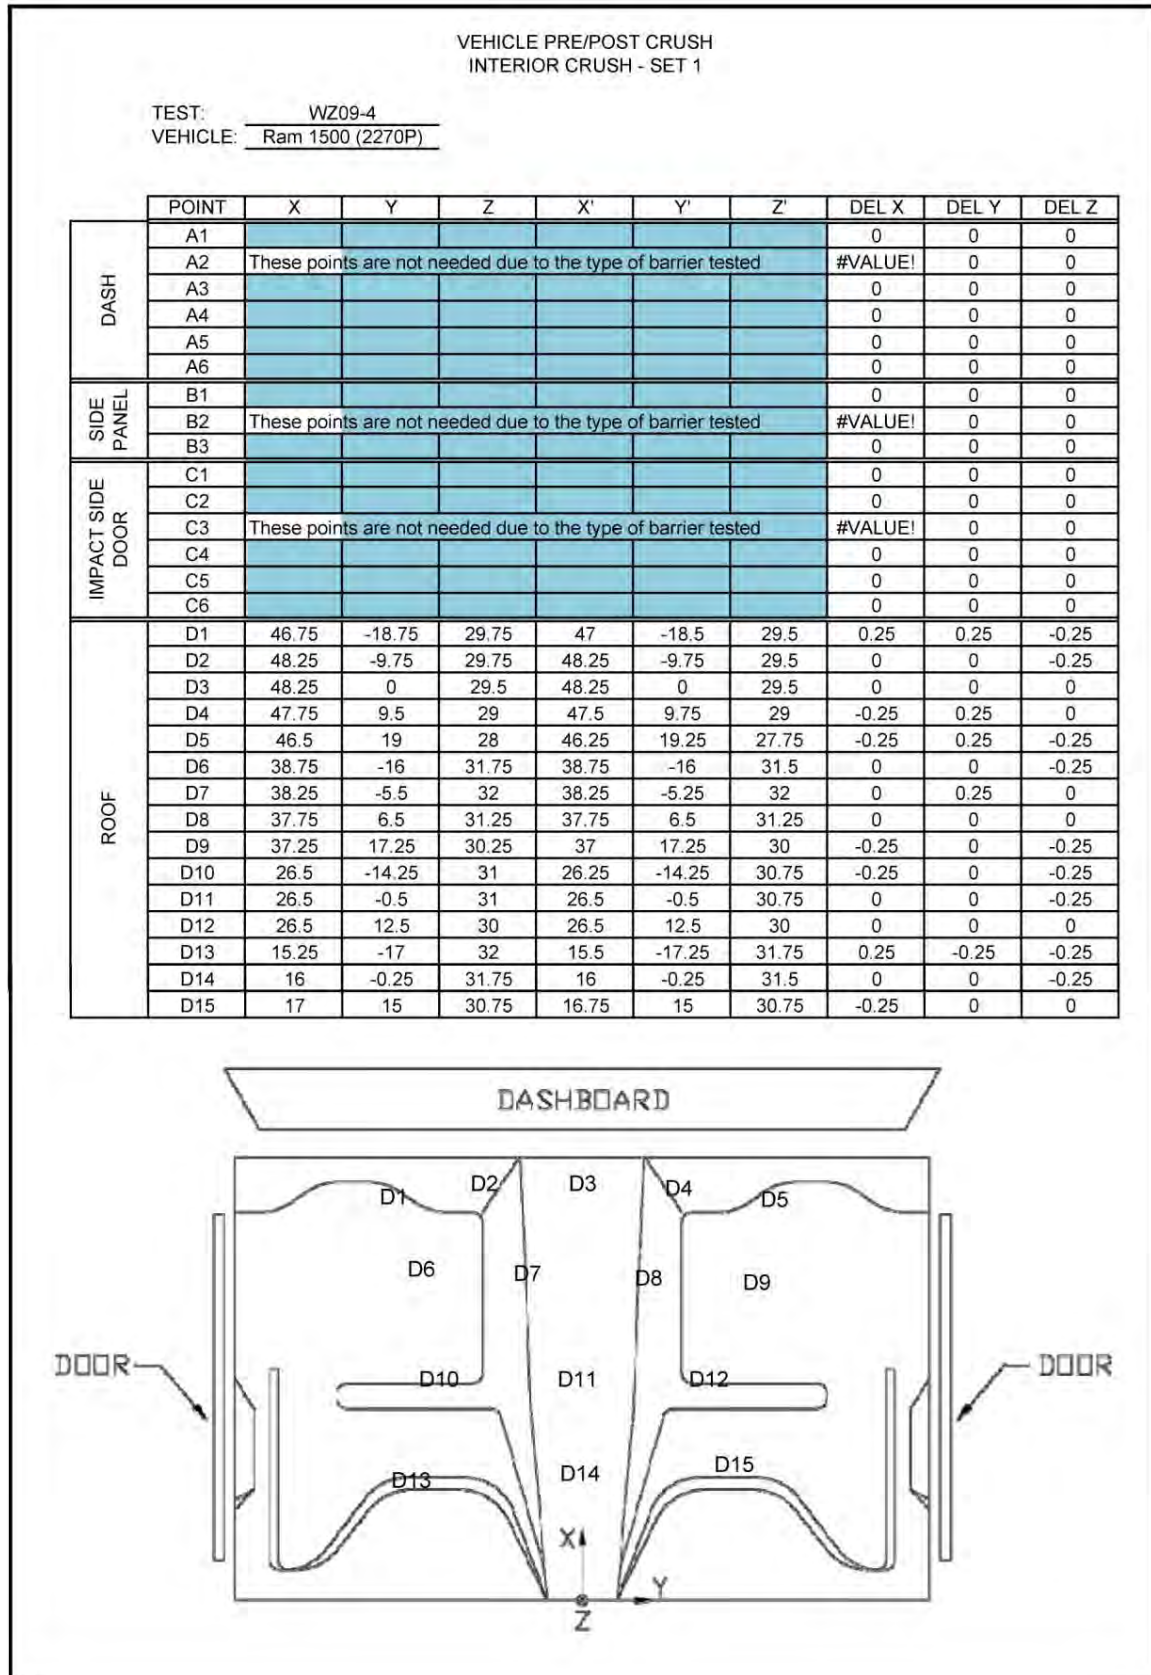 VEHICLE PRE/POST CRUSH
INTERIOR CRUSH - SET 1
TEST: WZ09-4
VEHICLE: Ram 1500 (2270P)
POINT X Y Z X' Y' Z' DEL X DEL Y DEL Z
DASH
A1 0 0 0
A2 These points are not needed due to the type of barrier tested #VALUE! 0 0
A3 0 0 0
A4 0 0 0
A5 0 0 0
A6 0 0 0
SIDE PANEL
B1 0 0 0
B2 These points are not needed due to the type of barrier tested #VALUE! 0 0
B3 0 0 0
IMPACT SIDE DOOR
C1 0 0 0
C2 0 0 0
C3 These points are not needed due to the type of barrier tested #VALUE! 0 0
C4 0 0 0
C5 0 0 0
C6 0 0 0
ROOF
D1 46.75 -18.75 29.75 47 -18.5 29.5 0.25 0.25 -0.25
D2 48.25 -9.75 29.75 48.25 -9.75 29.5 0 0 -0.25
D3 48.25 0 29.5 48.25 0 29.5 0 0 0
D4 47.75 9.5 29 47.5 9.75 29 -0.25 0.25 0
D5 46.5 19 28 46.25 19.25 27.75 -0.25 0.25 -0.25
D6 38.75 -16 31.75 38.75 -16 31.5 0 0 -0.25
D7 38.25 -5.5 32 38.25 -5.25 32 0 0.25 0
D8 37.75 6.5 31.25 37.75 6.5 31.25 0 0 0
D9 37.25 17.25 30.25 37 17.25 30 -0.25 0 -0.25
D10 26.5 -14.25 31 26.25 -14.25 30.75 -0.25 0 -0.25
D11 26.5 -0.5 31 26.5 -0.5 30.75 0 0 -0.25
D12 26.5 12.5 30 26.5 12.5 30 0 0 0
D13 15.25 -17 32 15.5 -17.25 31.75 0.25 -0.25 -0.25
D14 16 -0.25 31.75 16 -0.25 31.5 0 0 -0.25
D15 17 15 30.75 16.75 15 30.75 -0.25 0 0
DASHBOARD
D1 D2 D3 D4 D5
D6 D7 D8 D9
DOOR D10 D11 D12 DOOR
D13 D14 D15
X
Y
Z